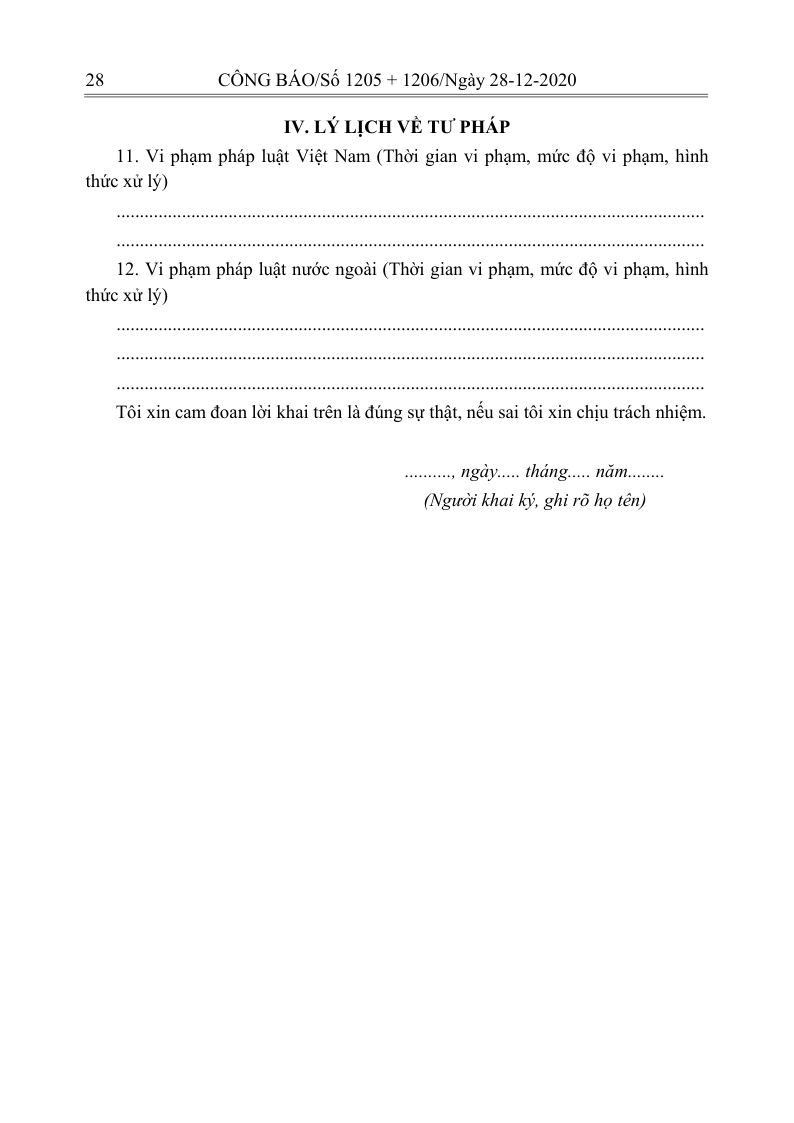 28 CÔNG BÁO/Số 1205 + 1206/Ngày 28-12-2020
IV. LÝ LỊCH VỀ TƯ PHÁP
11. Vi phạm pháp luật Việt Nam (Thời gian vi phạm, mức độ vi phạm, hình
thức xử lý)
..............................................................................................................................
..............................................................................................................................
12. Vi phạm pháp luật nước ngoài (Thời gian vi phạm, mức độ vi phạm, hình
thức xử lý)
..............................................................................................................................
..............................................................................................................................
..............................................................................................................................
Tôi xin cam đoan lời khai trên là đúng sự thật, nếu sai tôi xin chịu trách nhiệm.
.........., ngày..... tháng..... năm........
(Người khai ký, ghi rõ họ tên)